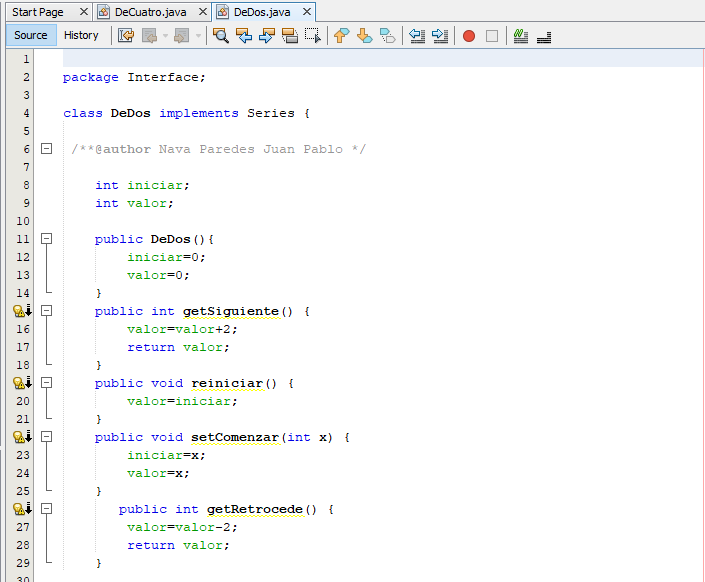 Start Page DeCuatro.java DeDos.java
Source History
1
2 package Interface;
3
4 class DeDos implements Series {
5
6 /**@author Nava Paredes Juan Pablo */
7
8 int iniciar;
9 int valor;
10
11 public DeDos(){
12 iniciar=0;
13 valor=0;
14 }
public int getSiguiente() {
16 valor=valor+2;
17 return valor;
18 }
public void reiniciar() {
20 valor=iniciar;
21 }
public void setComenzar(int x) {
23 iniciar=x;
24 valor=x;
25 }
public int getRetrocede() {
27 valor=valor-2;
28 return valor;
29 }
30